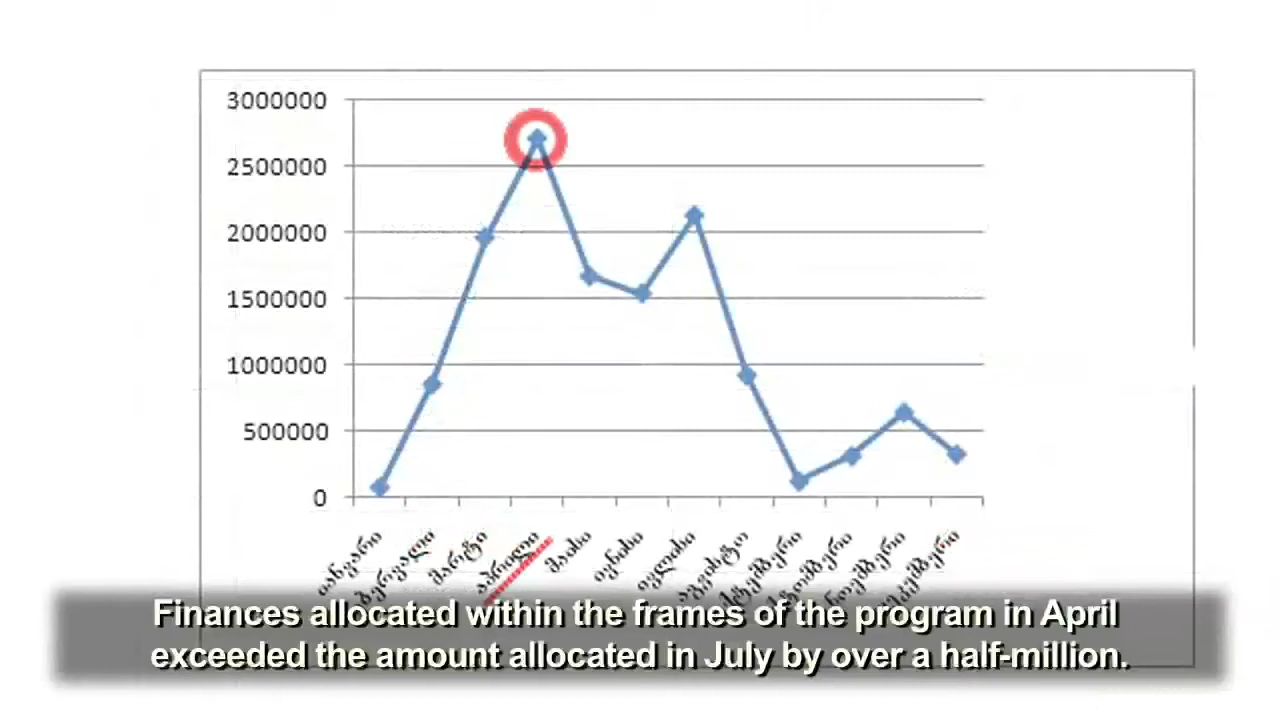 3000000
2500000
2000000
1500000
1000000
500000
0
იანვარი
მარტი
აპრილი
მაისი
ივნისი
ივლისი
აგვისტო
Finances allocated within the frames of the program in April
exceeded the amount allocated in July by over a half-million.